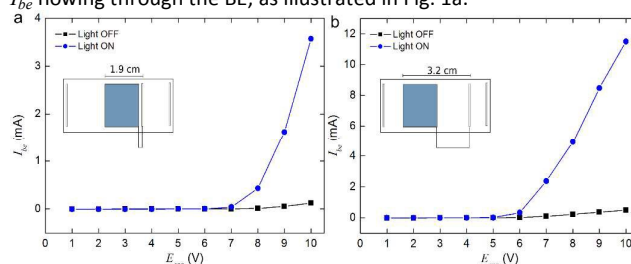 I_be flowing through the BE, as illustrated in Fig. 1a.
a
b
Light OFF
Light ON
1.9 cm
4
3
2
1
0
I_be (mA)
1 2 3 4 5 6 7 8 9 10
(V)
Light OFF
Light ON
3.2 cm
12
10
8
6
4
2
0
I_be (mA)
1 2 3 4 5 6 7 8 9 10
(V)